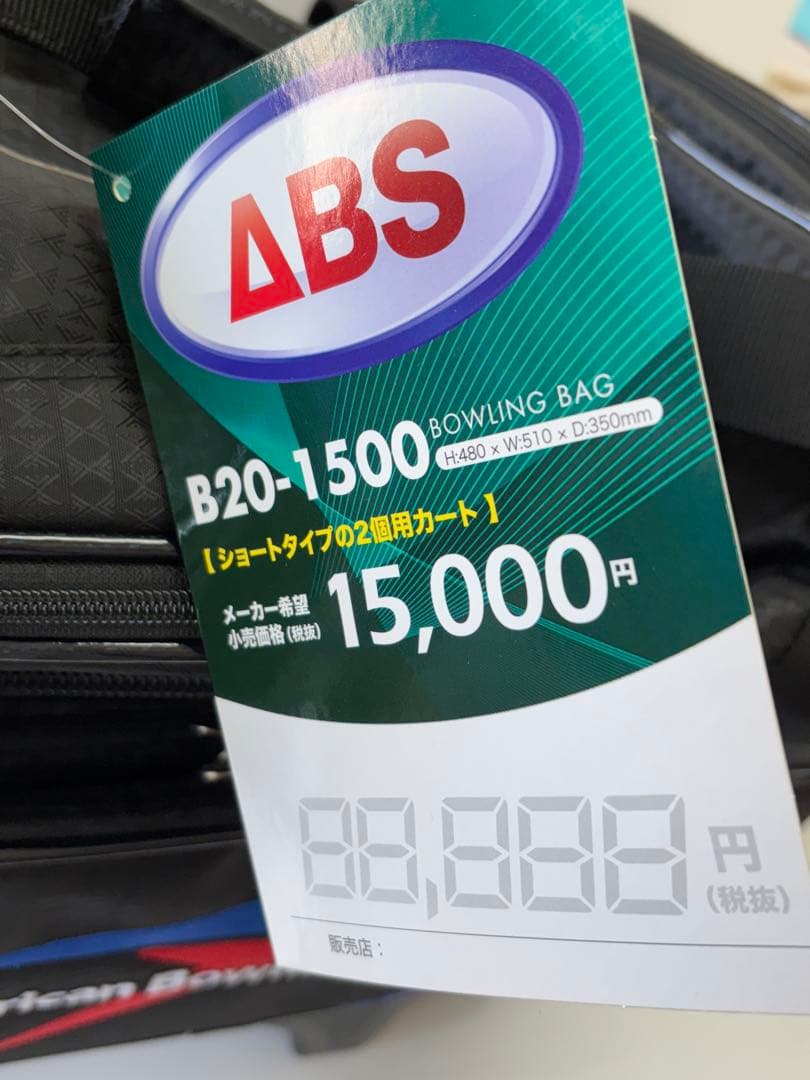 ABS
B20-1500 BOWLING BAG
H:480 × W:510 × D:350mm
【ショートタイプの2個用カート】
メーカー希望
小売価格(税抜) 15,000円
88,888円
(税抜)
販売店:
rican Bowl